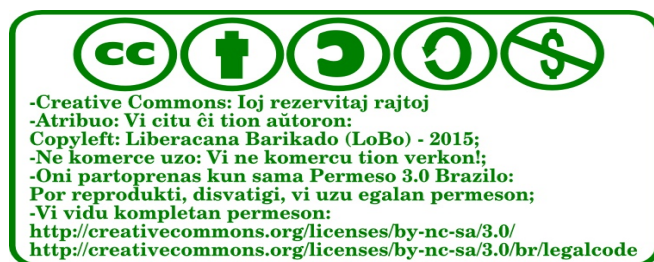 cc
-Creative Commons: Ioj rezervitaj rajtoj
-Atribuo: Vi citu ĉi tion aŭtoron:
Copyleft: Liberacana Barikado (LoBo) - 2015;
-Ne komerce uzo: Vi ne komercu tion verkon!;
-Oni partoprenas kun sama Permeso 3.0 Brazilo:
Por reprodukti, disvatigi, vi uzu egalan permeson;
-Vi vidu kompletan permeson:
http://creativecommons.org/licenses/by-nc-sa/3.0/
http://creativecommons.org/licenses/by-nc-sa/3.0/br/legalcode